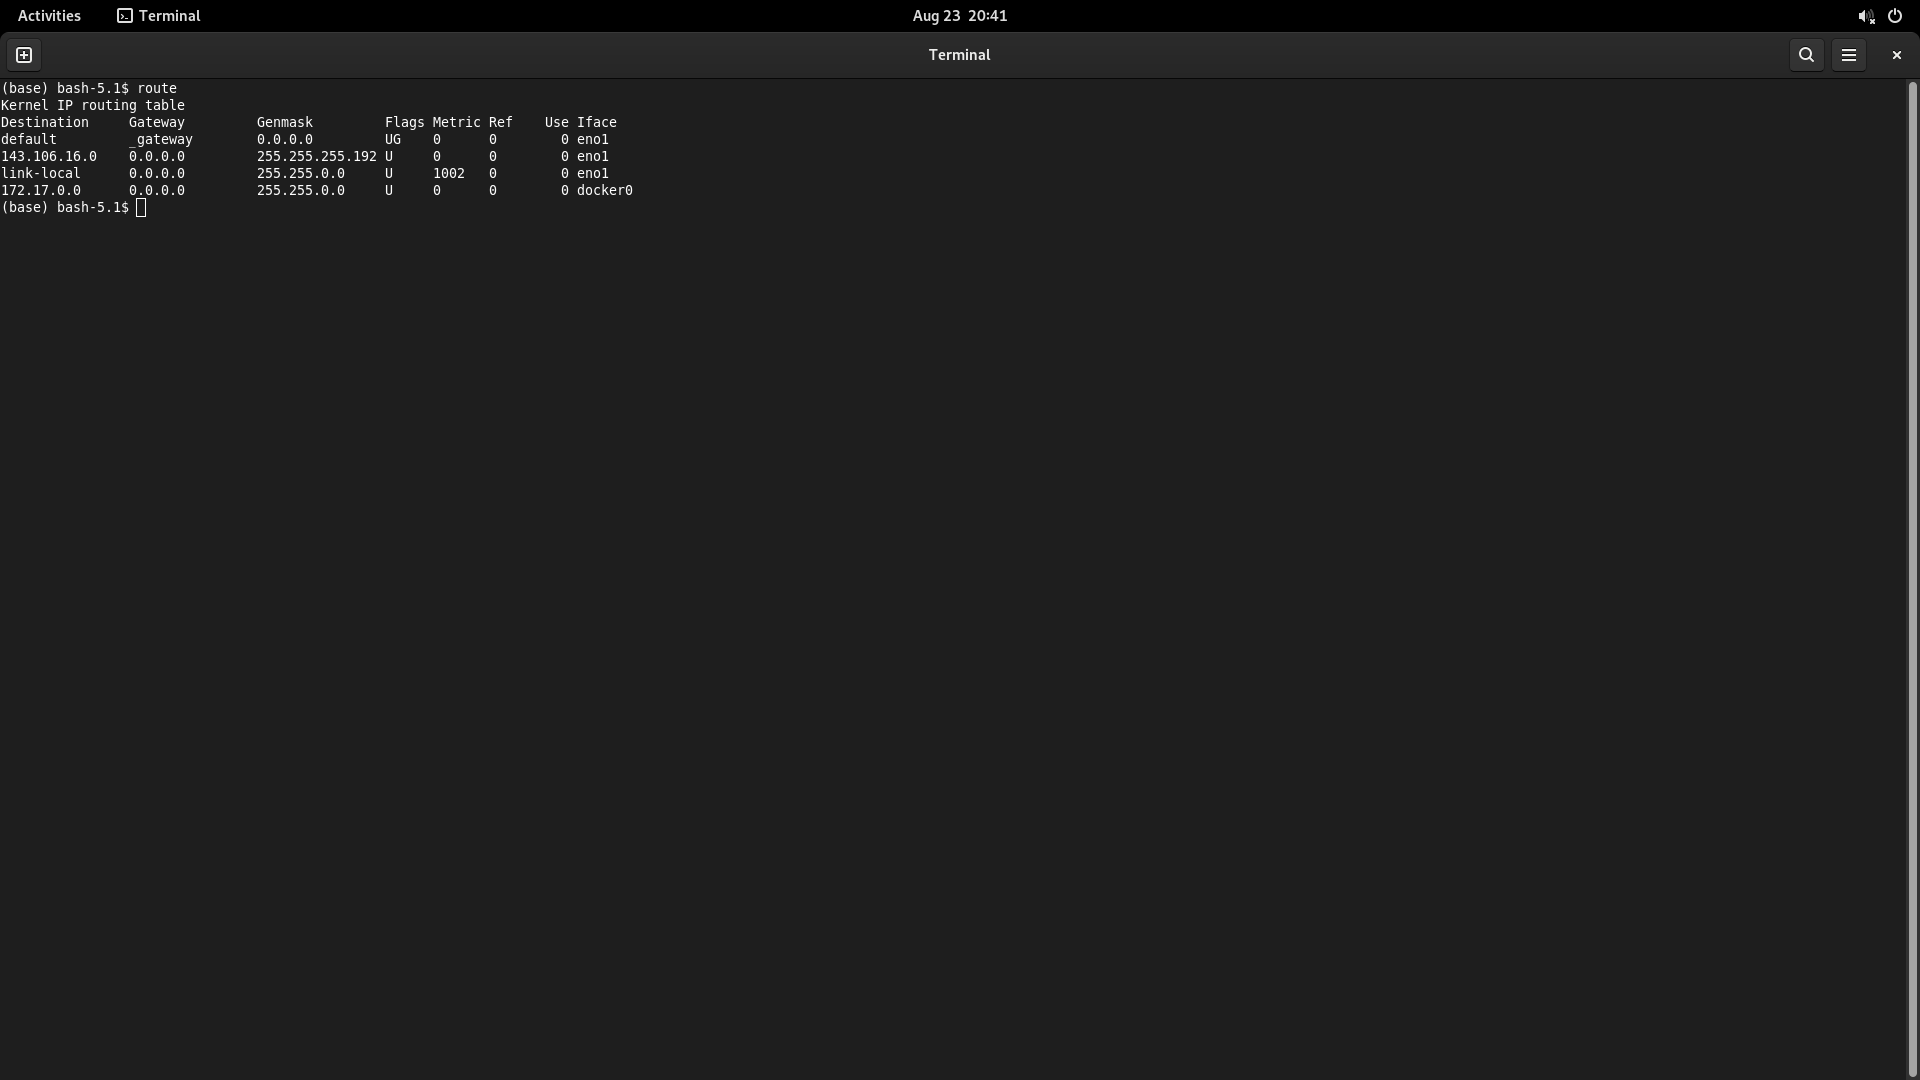 Activities Terminal Aug 23 20:41
Terminal
(base) bash-5.1$ route
Kernel IP routing table
Destination     Gateway         Genmask         Flags Metric Ref    Use Iface
default         _gateway        0.0.0.0         UG    0      0        0 eno1
143.106.16.0    0.0.0.0         255.255.255.192 U     0      0        0 eno1
link-local      0.0.0.0         255.255.0.0     U     1002   0        0 eno1
172.17.0.0      0.0.0.0         255.255.0.0     U     0      0        0 docker0
(base) bash-5.1$